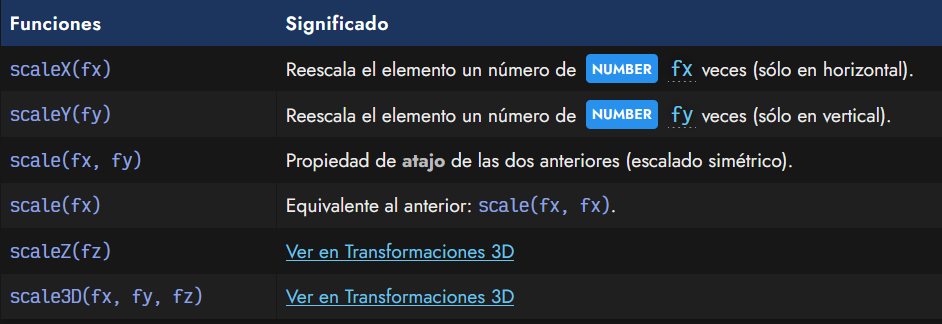 Funciones Significado
scaleX(fx) Reescala el elemento un número de NUMBER fx veces (sólo en horizontal).
scaleY(fy) Reescala el elemento un número de NUMBER fy veces (sólo en vertical).
scale(fx, fy) Propiedad de atajo de las dos anteriores (escalado simétrico).
scale(fx) Equivalente al anterior: scale(fx, fx).
scaleZ(fz) Ver en Transformaciones 3D
scale3D(fx, fy, fz) Ver en Transformaciones 3D